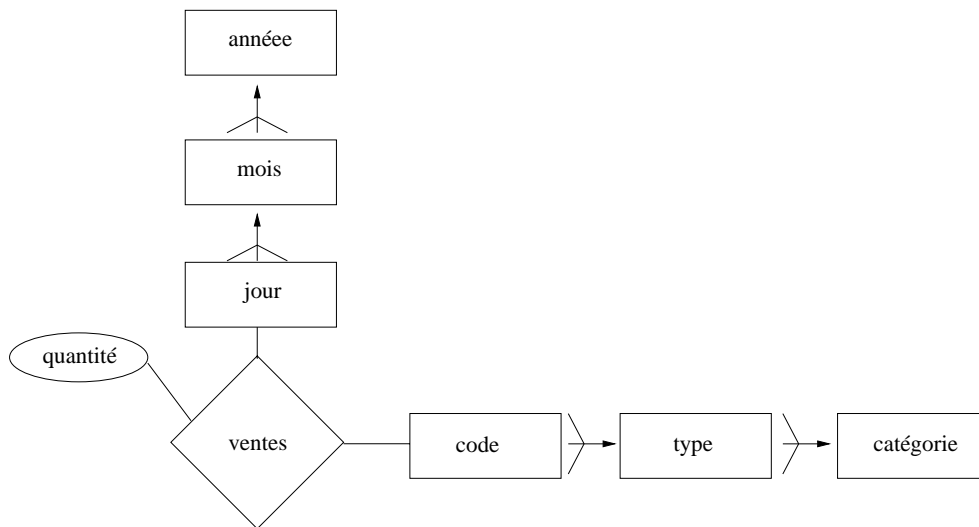 annéee
mois
jour
quantité
ventes
code
type
catégorie